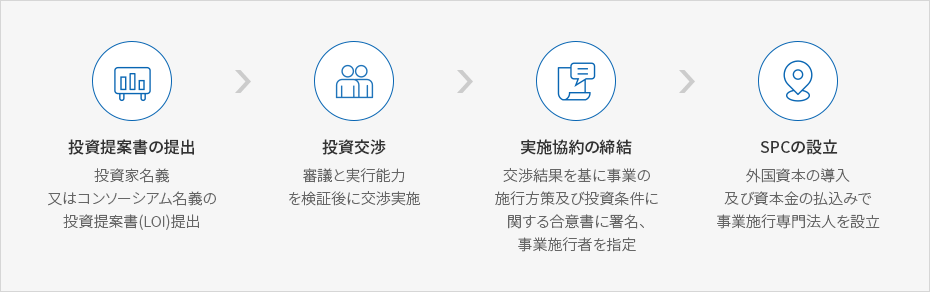 投資提案書の提出
投資家名義
又はコンソーシアム名義の
投資提案書(LOI)提出
投資交渉
審議と実行能力
を検証後に交渉実施
実施協約の締結
交渉結果を基に事業の
施行方策及び投資条件に
関する合意書に署名、
事業施行者を指定
SPCの設立
外国資本の導入
及び資本金の払込みで
事業施行専門法人を設立